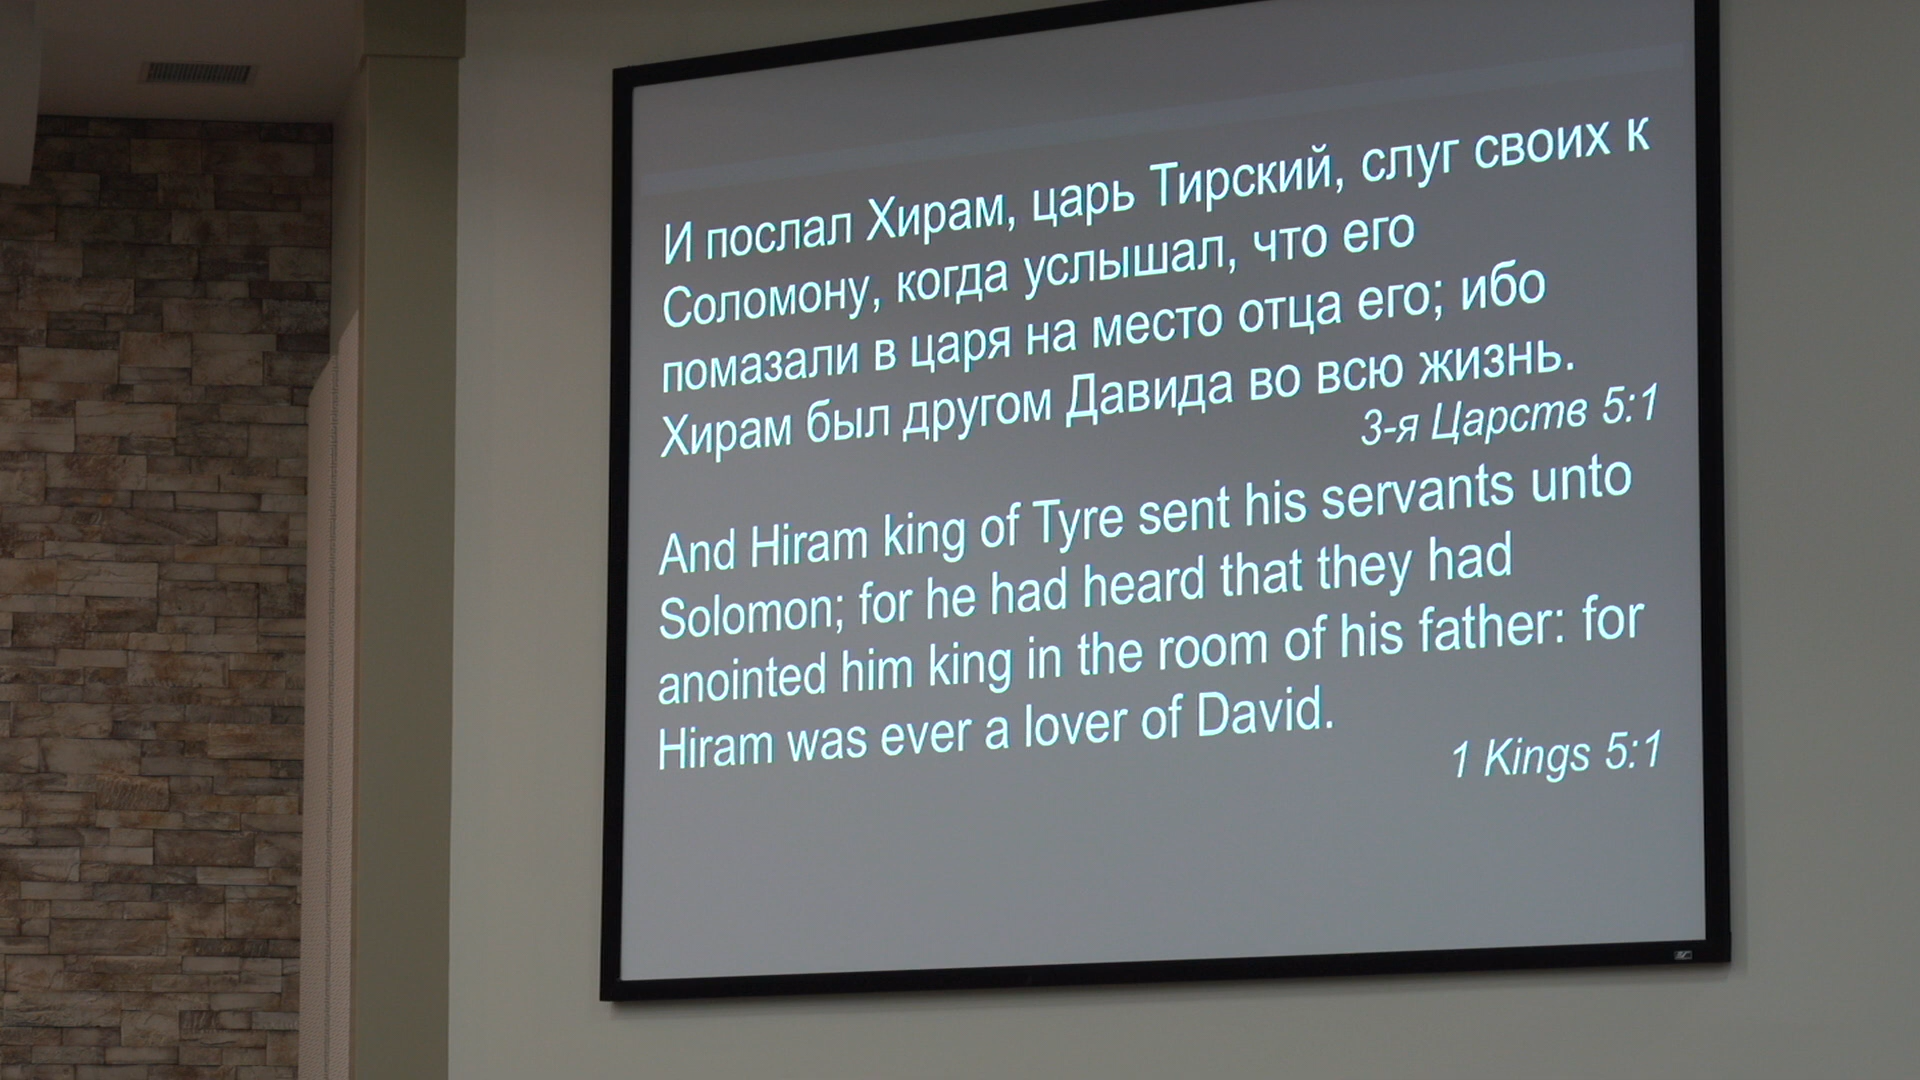 И послал Хирам, царь Тирский, слуг своих к
Соломону, когда услышал, что его
помазали в царя на место отца его; ибо
Хирам был другом Давида во всю жизнь.
3-я Царств 5:1
And Hiram king of Tyre sent his servants unto
Solomon; for he had heard that they had
anointed him king in the room of his father: for
Hiram was ever a lover of David.
1 Kings 5:1